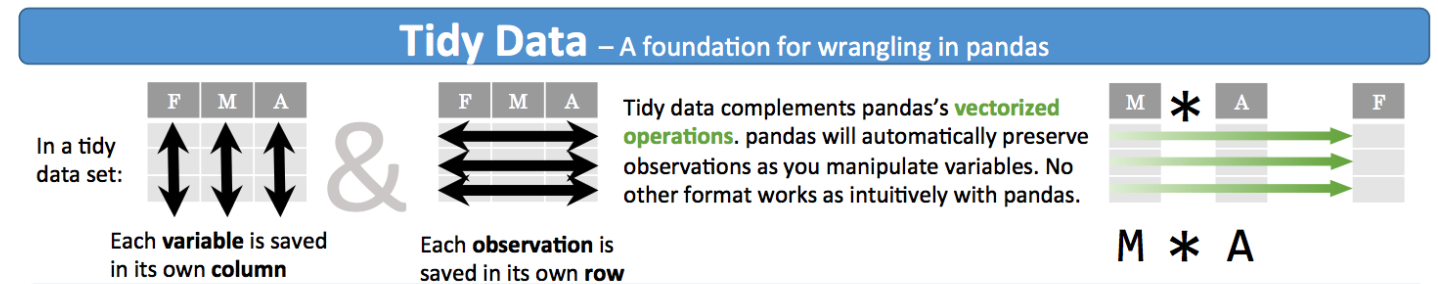 Tidy Data – A foundation for wrangling in pandas
F M A
In a tidy
data set:
&
Each variable is saved
in its own column
F M A
Each observation is
saved in its own row
Tidy data complements pandas’s vectorized
operations. pandas will automatically preserve
observations as you manipulate variables. No
other format works as intuitively with pandas.
M * A F
M * A